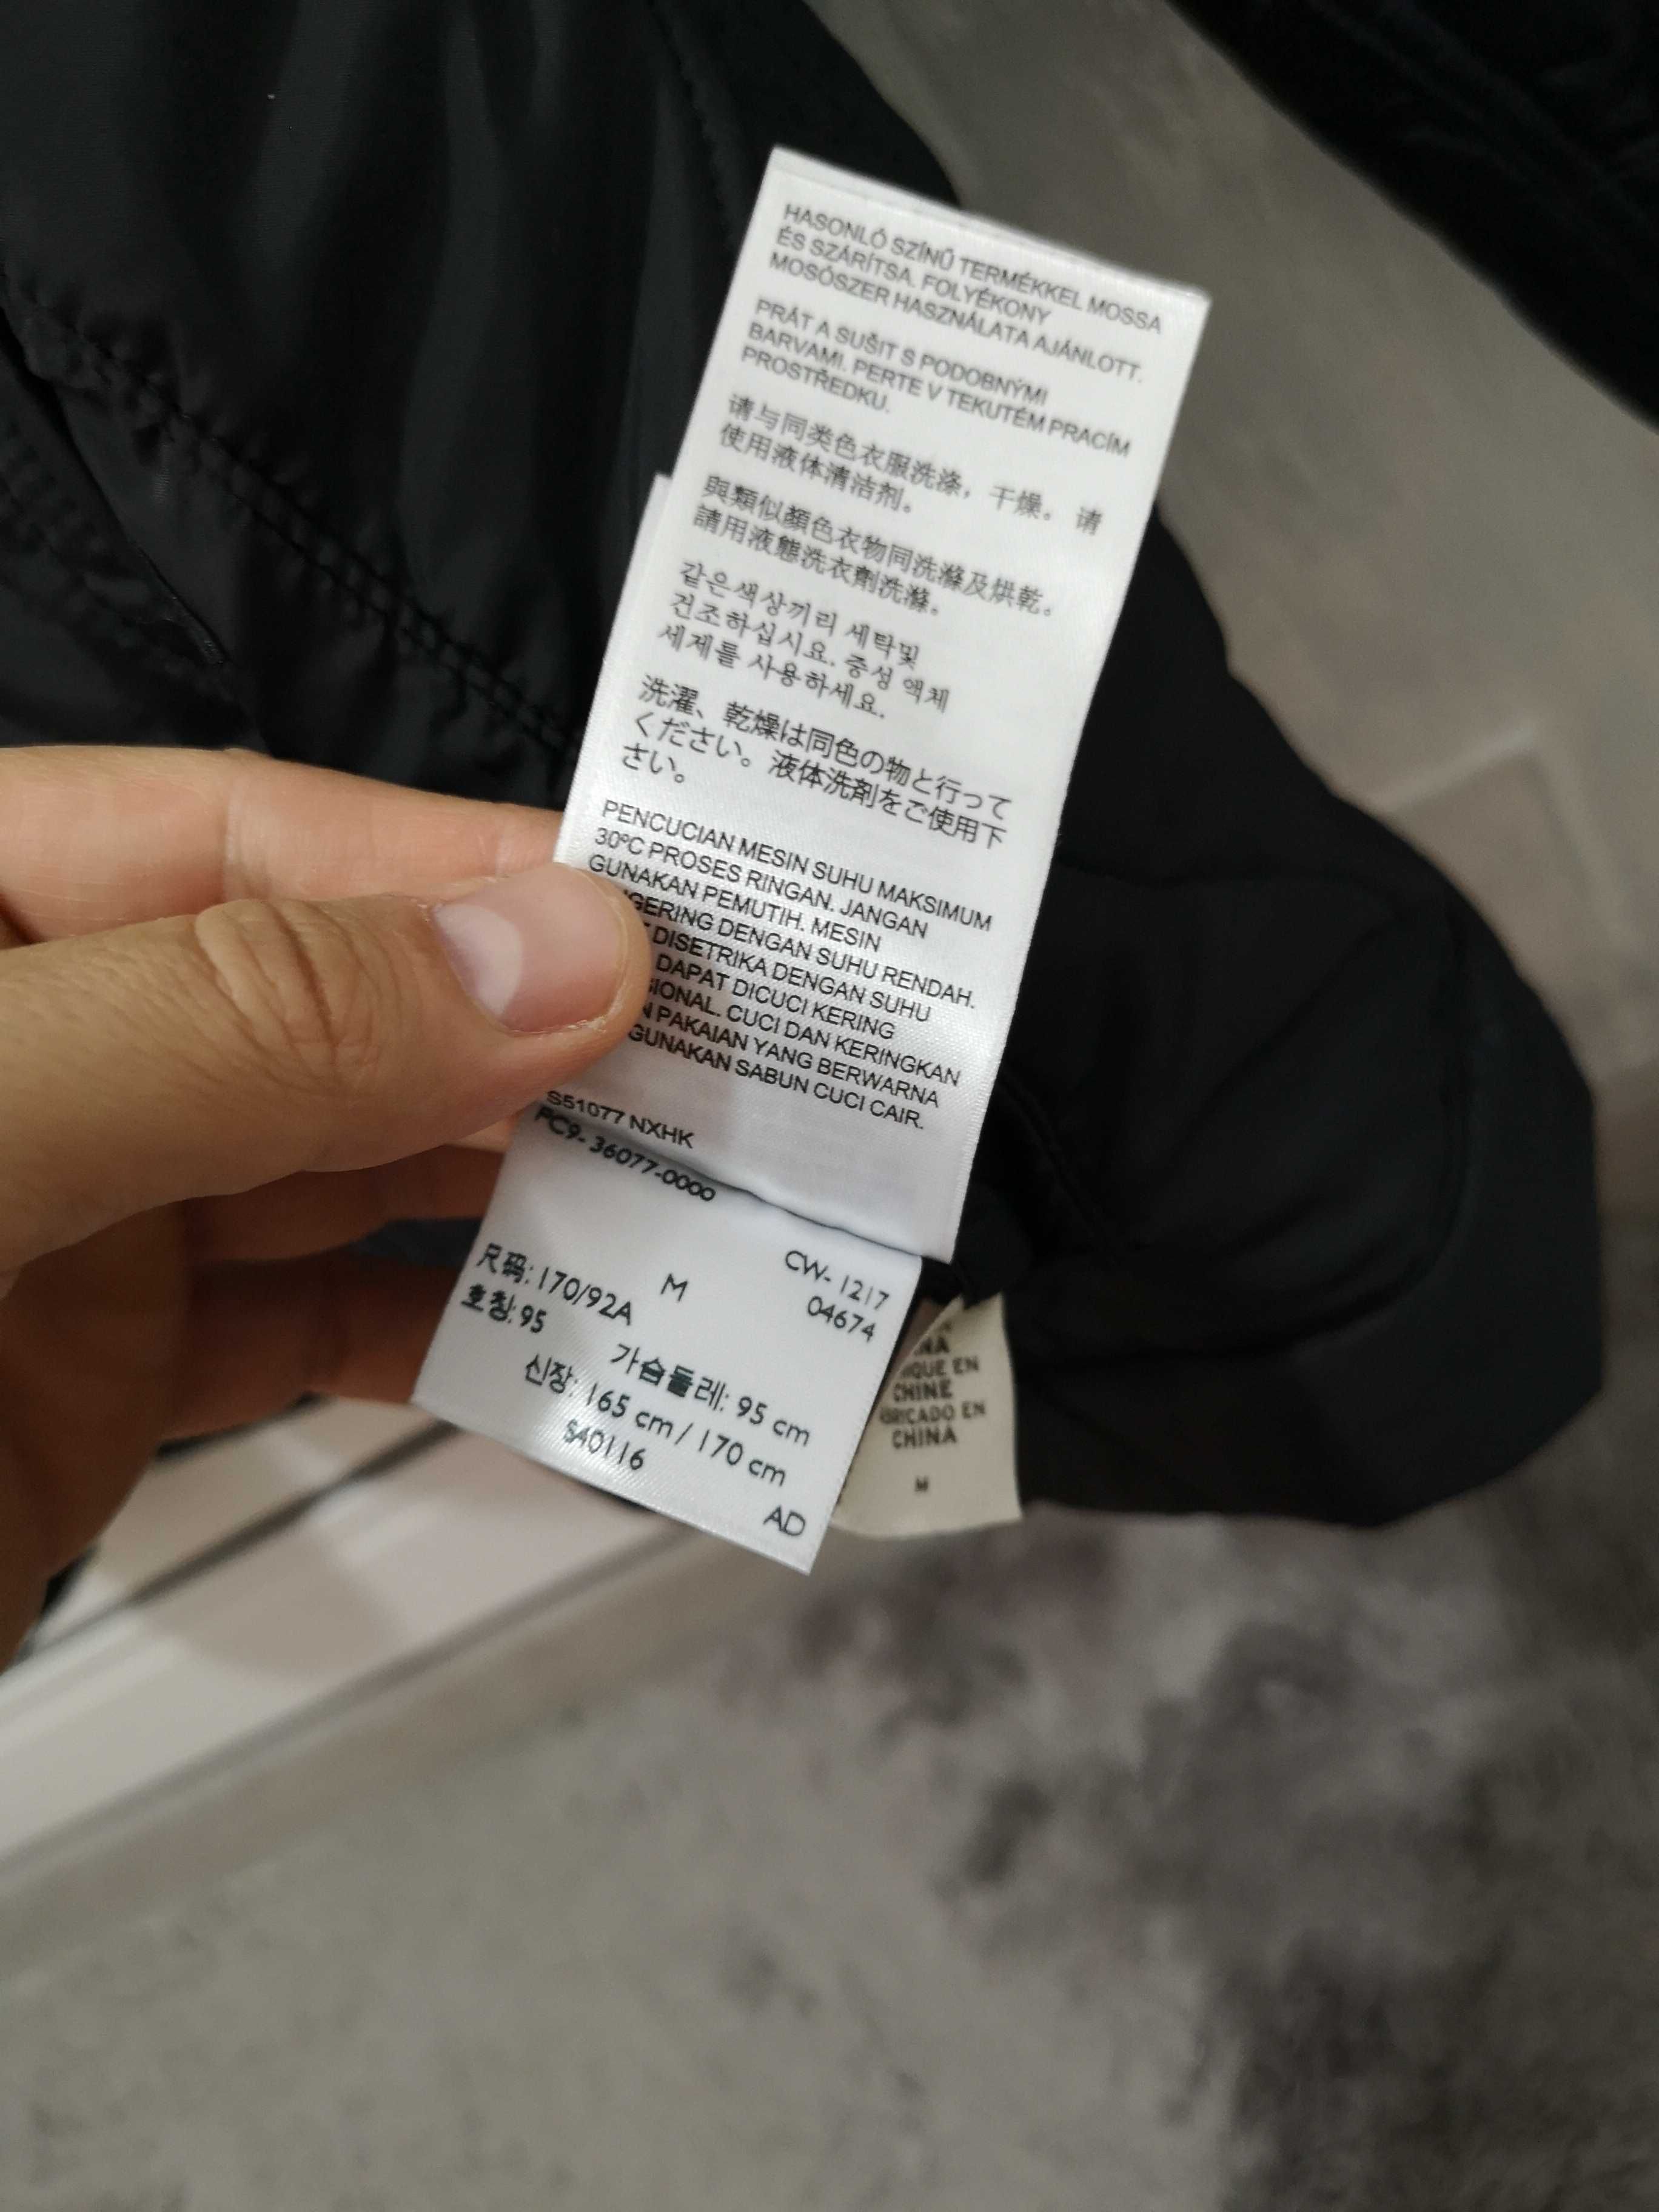 HASONLÓ SZÍNŰ TERMÉKKEL MOSSA
ÉS SZÁRÍTSA. FOLYÉKONY
MOSÓSZER HASZNÁLATA AJÁNLOTT.
PRÁT A SUŠIT S PODOBNÝMI
BARVAMI. PERTE V TEKUTÉM PRACÍM
PROSTŘEDKU.
请与同类色衣服洗涤，干燥。 请
使用液体清洁剂。
與類似顏色衣物同洗滌及烘乾。
請用液態洗衣劑洗滌。
같은색상끼리 세탁및
건조하십시요. 중성 액체
세제를 사용하세요.
洗濯、乾燥は同色の物と行って
ください。液体洗剤をご使用下
さい。
PENCUCIAN MESIN SUHU MAKSIMUM
30ºC PROSES RINGAN. JANGAN
GUNAKAN PEMUTIH. MESIN
DENGAN SUHU RENDAH.
DISETRIKA DENGAN SUHU
DAPAT DICUCI KERING
CUCI DAN KERINGKAN
PAKAIAN YANG BERWARNA
GUNAKAN SABUN CUCI CAIR.
S51077 NXHK
PC9-36077-0000
CW-1217
M 04674
尺码:170/92A
호칭:95
가슴둘레: 95 cm
신장: 165 cm / 170 cm
S40116
AD
EN
CHINE
EN
CHINA
M